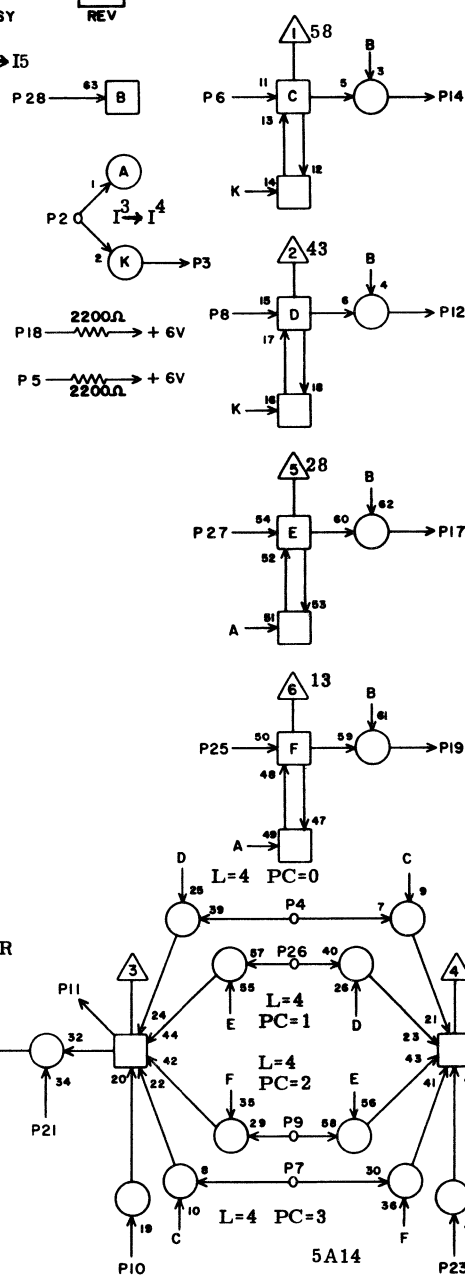 SY
REV
1 58
I5
B
P28 63 B
P6 11 C 5 3 P14
13
12
K 14
A
1
P2 I3→I4
2 K P3
2 43
B
4
P18 2200Ω + 6V
P8 15 D 6 P12
17
P5 2200Ω + 6V
18
K 16
5 28
B
62
P27 54 E 60 P17
52
53
A 51
6 13
B
61
P25 50 F 59 P19
48
47
A 49
L=4 PC=0
D C
25 9
39 P4 7
R
3 57 P26 40 4
P11
55 26
E L=4 D
PC=1
24 21
44 23
32
42 43
L=4
PC=2
20 22 41
34
F E
35 56
P21
29 P9 58
8 P7 30
10 36
C L=4 PC=3 F
19
P10 5A14 P23